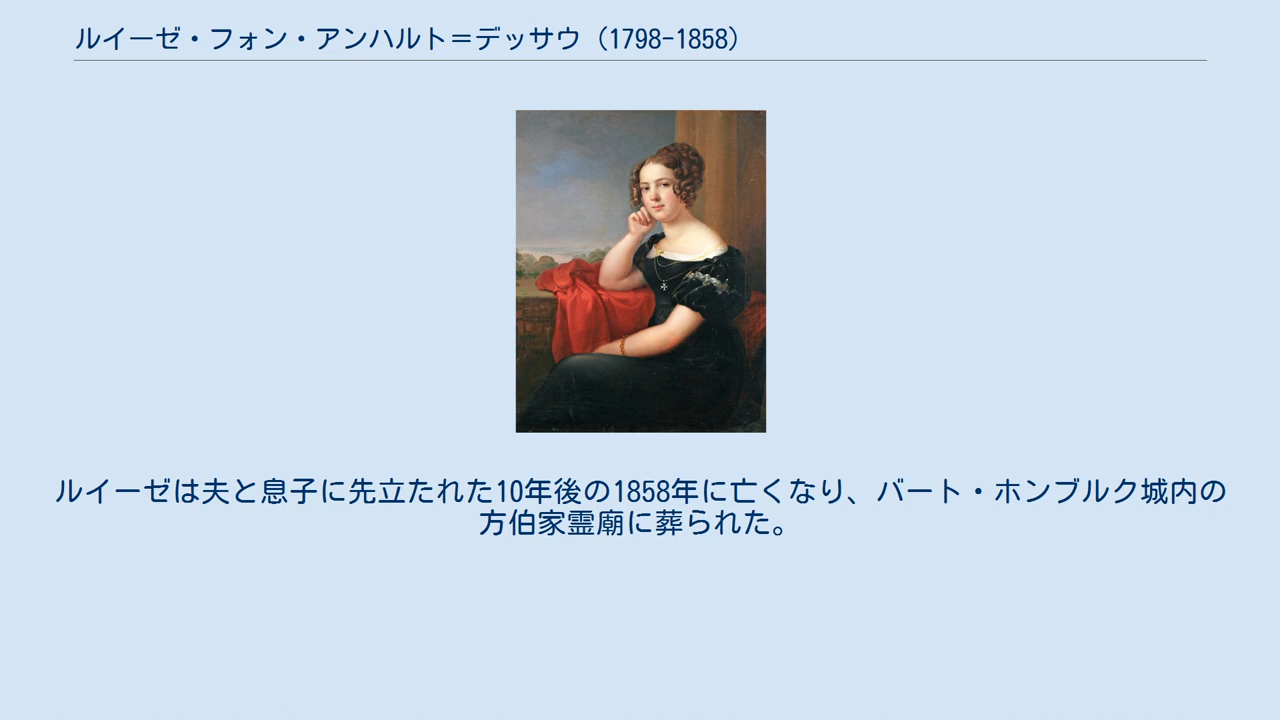 ルイーゼ・フォン・アンハルト＝デッサウ（1798-1858）
ルイーゼは夫と息子に先立たれた10年後の1858年に亡くなり、バート・ホンブルク城内の
方伯家霊廟に葬られた。